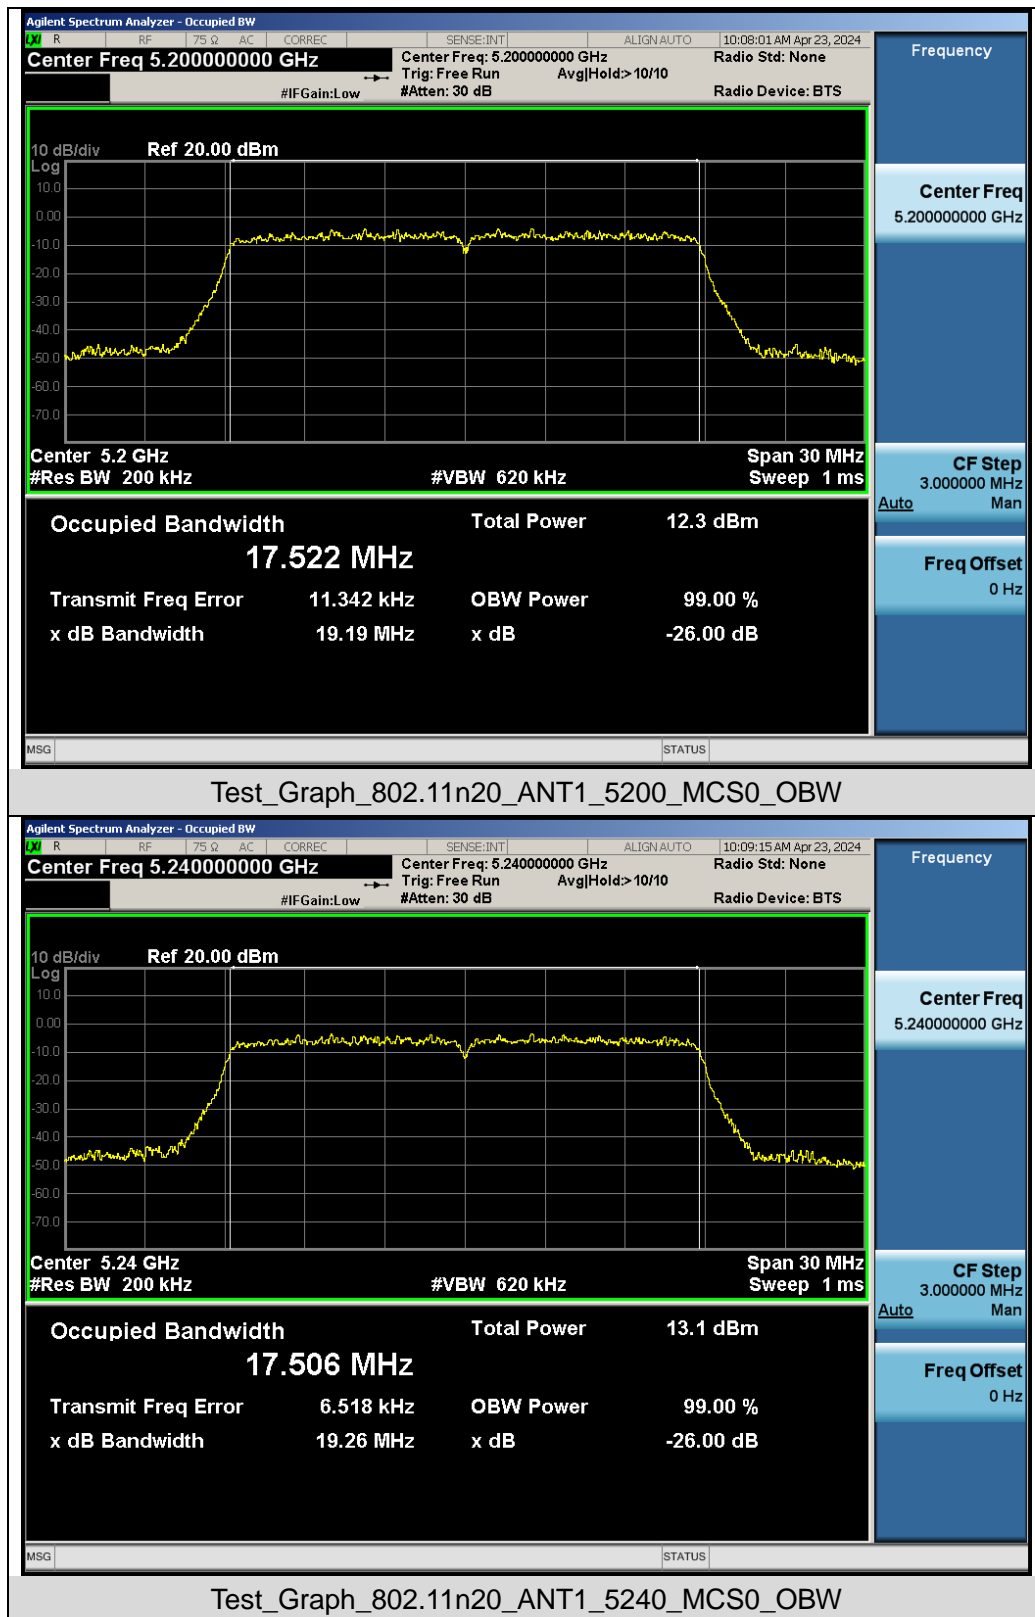 Agilent Spectrum Analyzer - Occupied BW
LXI R RF 75 Ω AC CORREC SENSE:INT ALIGN AUTO 10:08:01 AM Apr 23, 2024
Center Freq 5.200000000 GHz Center Freq: 5.200000000 GHz Radio Std: None
Trig: Free Run Avg|Hold:>10/10
#IFGain:Low #Atten: 30 dB Radio Device: BTS
Frequency
10 dB/div Ref 20.00 dBm
Log
10.0
0.00
-10.0
-20.0
-30.0
-40.0
-50.0
-60.0
-70.0
Center 5.2 GHz Span 30 MHz
#Res BW 200 kHz #VBW 620 kHz Sweep 1 ms
Center Freq
5.200000000 GHz
CF Step
3.000000 MHz
Auto Man
Freq Offset
0 Hz
Occupied Bandwidth Total Power 12.3 dBm
17.522 MHz
Transmit Freq Error 11.342 kHz OBW Power 99.00 %
x dB Bandwidth 19.19 MHz x dB -26.00 dB
MSG STATUS
Test_Graph_802.11n20_ANT1_5200_MCS0_OBW
Agilent Spectrum Analyzer - Occupied BW
LXI R RF 75 Ω AC CORREC SENSE:INT ALIGN AUTO 10:09:15 AM Apr 23, 2024
Center Freq 5.240000000 GHz Center Freq: 5.240000000 GHz Radio Std: None
Trig: Free Run Avg|Hold:>10/10
#IFGain:Low #Atten: 30 dB Radio Device: BTS
Frequency
10 dB/div Ref 20.00 dBm
Log
10.0
0.00
-10.0
-20.0
-30.0
-40.0
-50.0
-60.0
-70.0
Center 5.24 GHz Span 30 MHz
#Res BW 200 kHz #VBW 620 kHz Sweep 1 ms
Center Freq
5.240000000 GHz
CF Step
3.000000 MHz
Auto Man
Freq Offset
0 Hz
Occupied Bandwidth Total Power 13.1 dBm
17.506 MHz
Transmit Freq Error 6.518 kHz OBW Power 99.00 %
x dB Bandwidth 19.26 MHz x dB -26.00 dB
MSG STATUS
Test_Graph_802.11n20_ANT1_5240_MCS0_OBW